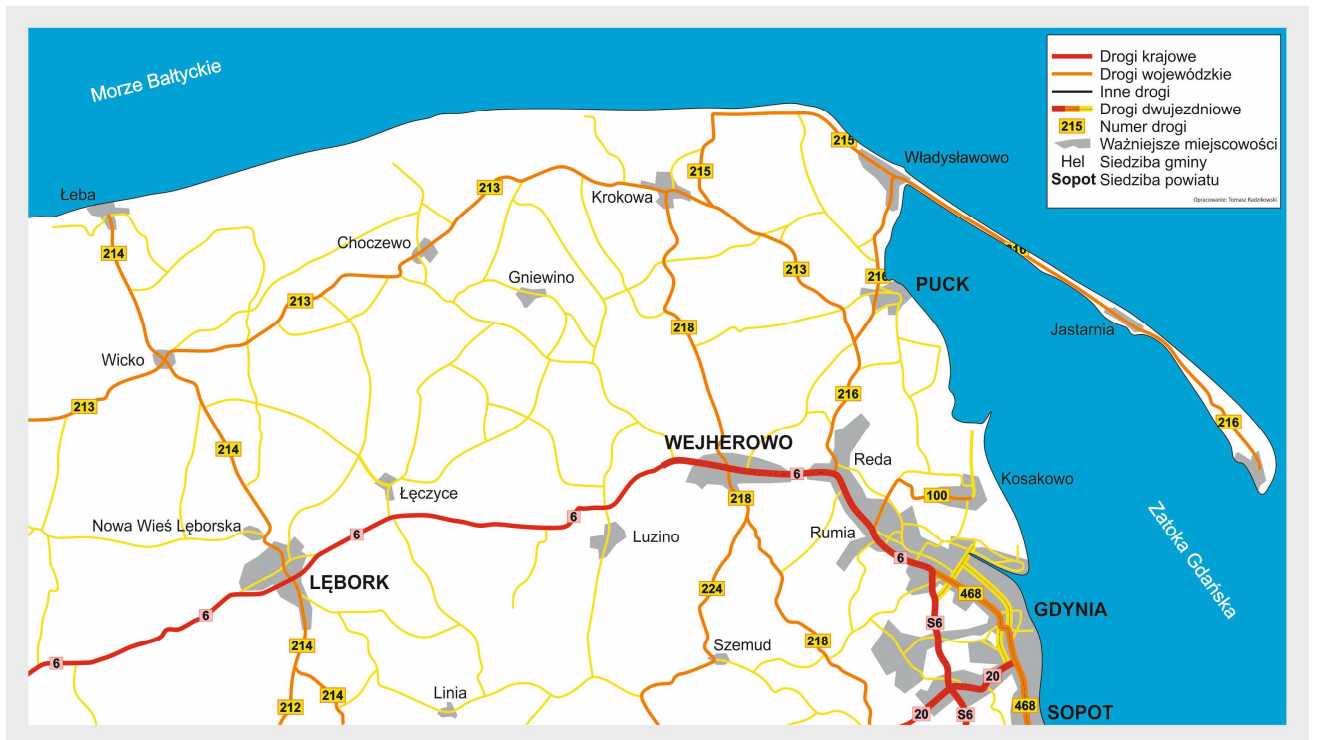 Morze Bałtyckie
Drogi krajowe
Drogi wojewódzkie
Inne drogi
Drogi dwujezdniowe
215 Numer drogi
Ważniejsze miejscowości
Hel Siedziba gminy
Sopot Siedziba powiatu
Opracowanie: Tomasz Radzikowski
215
Władysławowo
215
213
Krokowa
Łeba
214
Choczewo
213
216
213
Gniewino
216
PUCK
213
218
Jastarnia
Wicko
213
216
216
214
WEJHEROWO
6
Reda
Kosakowo
Łęczyce
218
100
Nowa Wieś Lęborska
6
6
Luzino
Rumia
6
Zatoka Gdańska
LĘBORK
224
468
GDYNIA
6
S6
214
Szemud
218
6
20
Linia
214
212
20
S6
468
SOPOT